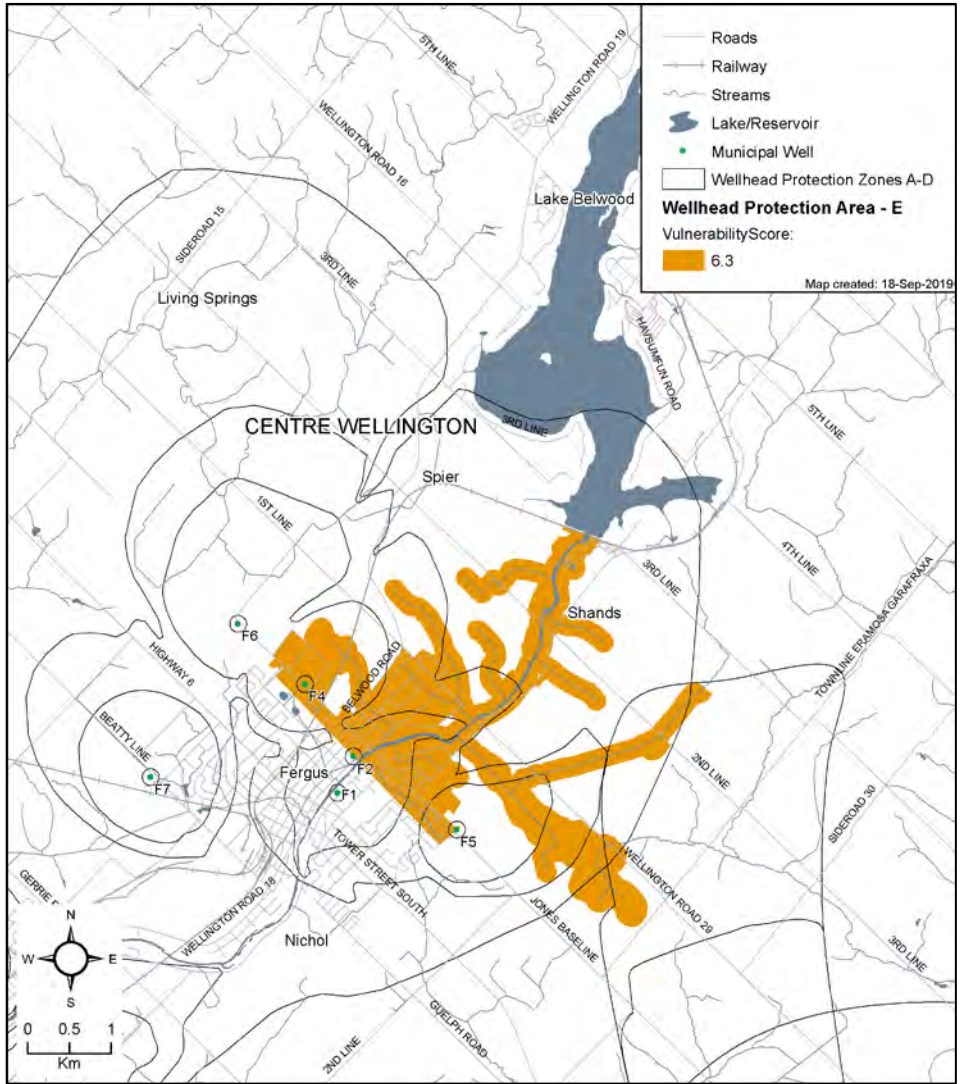 Roads
Railway
Streams
Lake/Reservoir
Municipal Well
Wellhead Protection Zones A-D
Wellhead Protection Area - E
VulnerabilityScore:
6.3
Map created: 18-Sep-2019
5TH LINE
WELLINGTON ROAD 19
WELLINGTON ROAD 16
Lake Belwood
SIDEROAD 15
3RD LINE
Living Springs
HAVSUMFUN ROAD
3RD LINE
5TH LINE
CENTRE WELLINGTON
Spier
1ST LINE
4TH LINE
3RD LINE
TOWNLINE ERAMOSA GARAFRAXA
Shands
F6
HIGHWAY 6
BELWOOD ROAD
F4
BEATTY LINE
F2
2ND LINE
Fergus
F7
F1
SIDEROAD 30
F5
TOWER STREET SOUTH
WELLINGTON ROAD 29
GERRIE
WELLINGTON ROAD 18
JONES BASELINE
Nichol
3RD LINE
N
W E
S
GUELPH ROAD
2ND LINE
0 0.5 1
Km